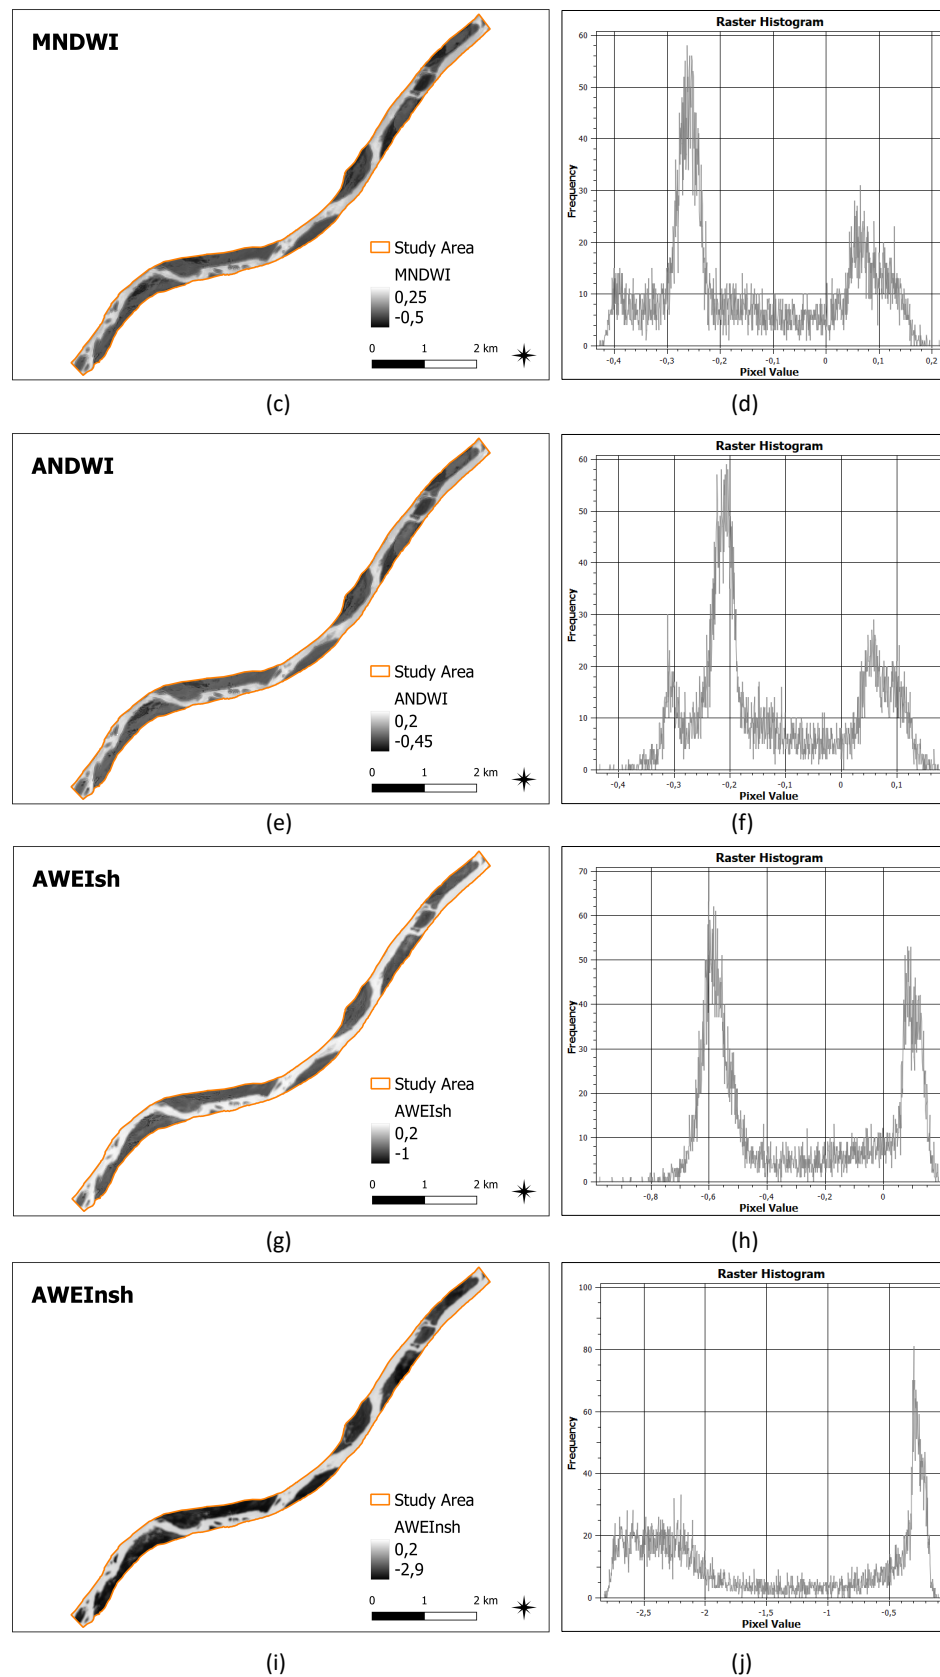 MNDWI
Study Area
MNDWI
0,25
-0,5
0 1 2 km
(c)
Raster Histogram
Frequency
60
50
40
30
20
10
0
-0,4 -0,3 -0,2 -0,1 0 0,1 0,2
Pixel Value
(d)
ANDWI
Study Area
ANDWI
0,2
-0,45
0 1 2 km
(e)
Raster Histogram
Frequency
60
50
40
30
20
10
0
-0,4 -0,3 -0,2 -0,1 0 0,1
Pixel Value
(f)
AWEIsh
Study Area
AWEIsh
0,2
-1
0 1 2 km
(g)
Raster Histogram
Frequency
70
60
50
40
30
20
10
0
-0,8 -0,6 -0,4 -0,2 0
Pixel Value
(h)
AWEInsh
Study Area
AWEInsh
0,2
-2,9
0 1 2 km
(i)
Raster Histogram
Frequency
100
80
60
40
20
0
-2,5 -2 -1,5 -1 -0,5
Pixel Value
(j)